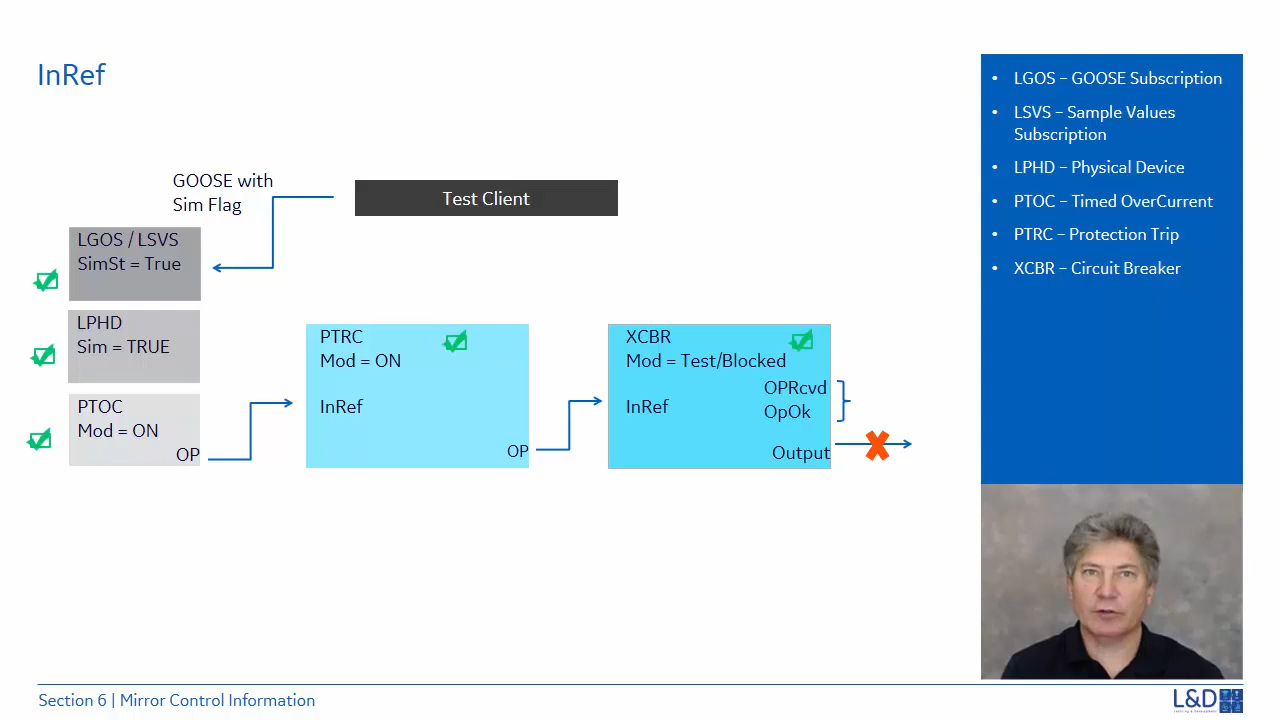 InRef
GOOSE with
Sim Flag
Test Client
LGOS / LSVS
SimSt = True
LPHD
Sim = TRUE
PTOC
Mod = ON
OP
PTRC
Mod = ON
InRef
OP
XCBR
Mod = Test/Blocked
OPRcvd
InRef
OpOk
Output
• LGOS – GOOSE Subscription
• LSVS – Sample Values
Subscription
• LPHD – Physical Device
• PTOC – Timed OverCurrent
• PTRC – Protection Trip
• XCBR – Circuit Breaker
Section 6 | Mirror Control Information
L&D